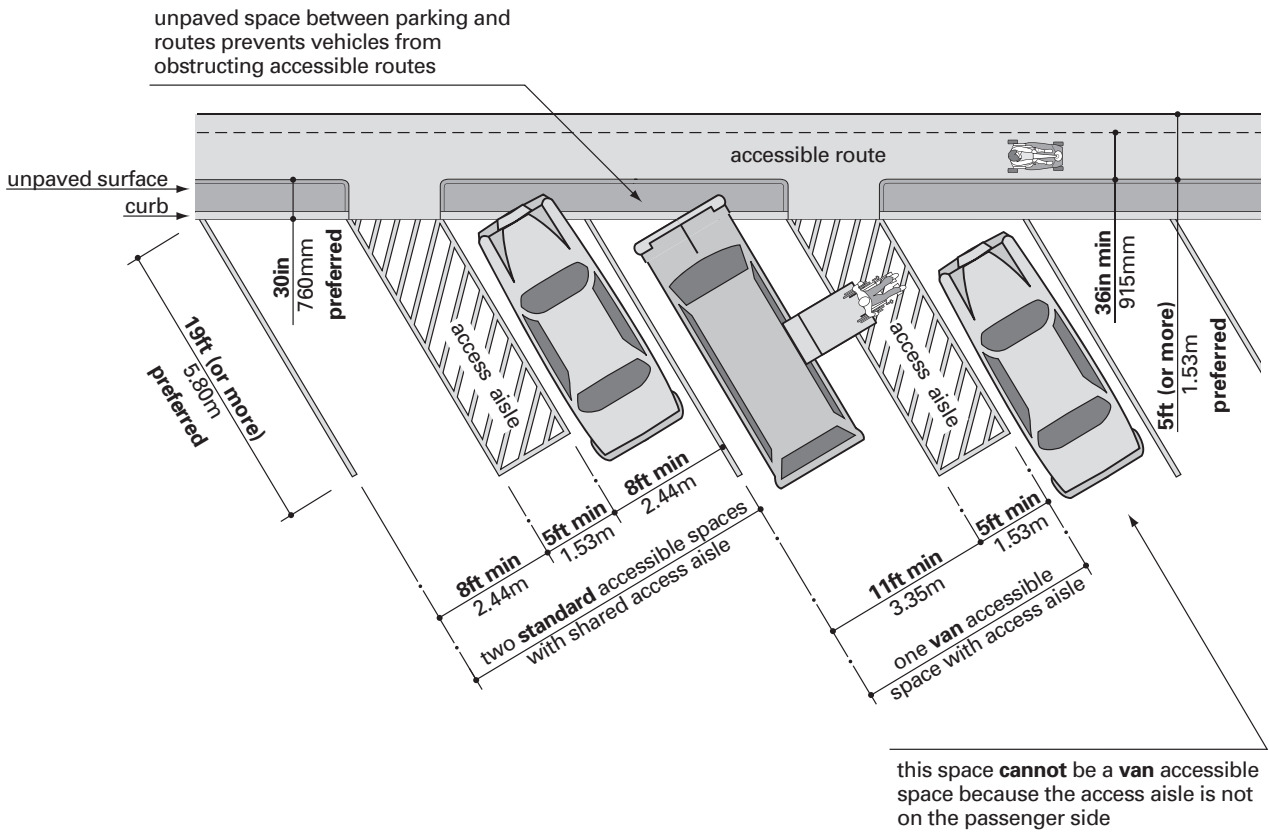 unpaved space between parking and
routes prevents vehicles from
obstructing accessible routes
accessible route
unpaved surface
curb
30in
760mm
preferred
36in min
915mm
5ft (or more)
1.53m
preferred
19ft (or more)
5.80m
preferred
access aisle
access aisle
8ft min
2.44m
5ft min
1.53m
8ft min
2.44m
two standard accessible spaces
with shared access aisle
11ft min
3.35m
5ft min
1.53m
one van accessible
space with access aisle
this space cannot be a van accessible
space because the access aisle is not
on the passenger side